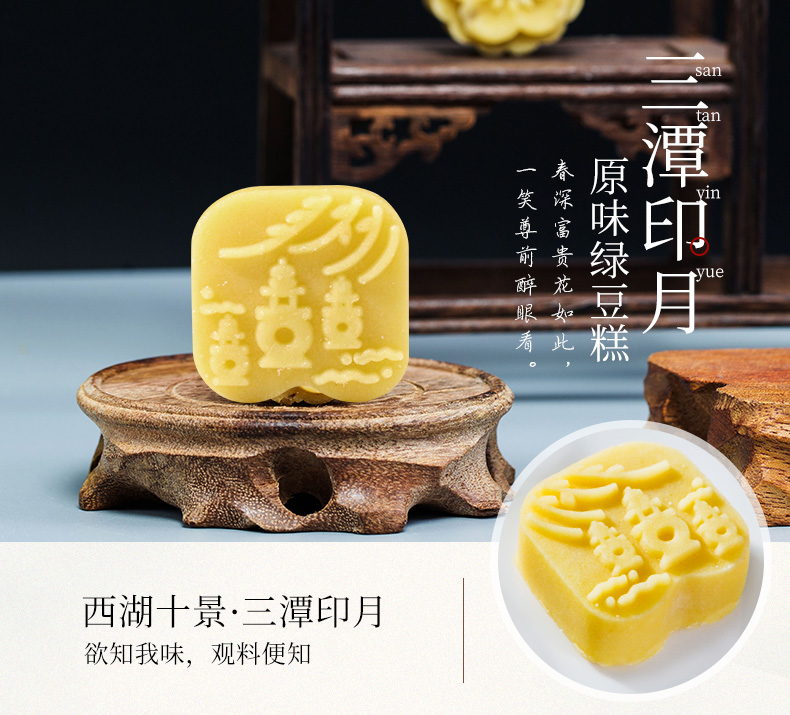 三潭印月
san
tan
yin
yue
原味绿豆糕
春深富贵花如此，
一笑尊前醉眼看。
西湖十景·三潭印月
欲知我味，观料便知